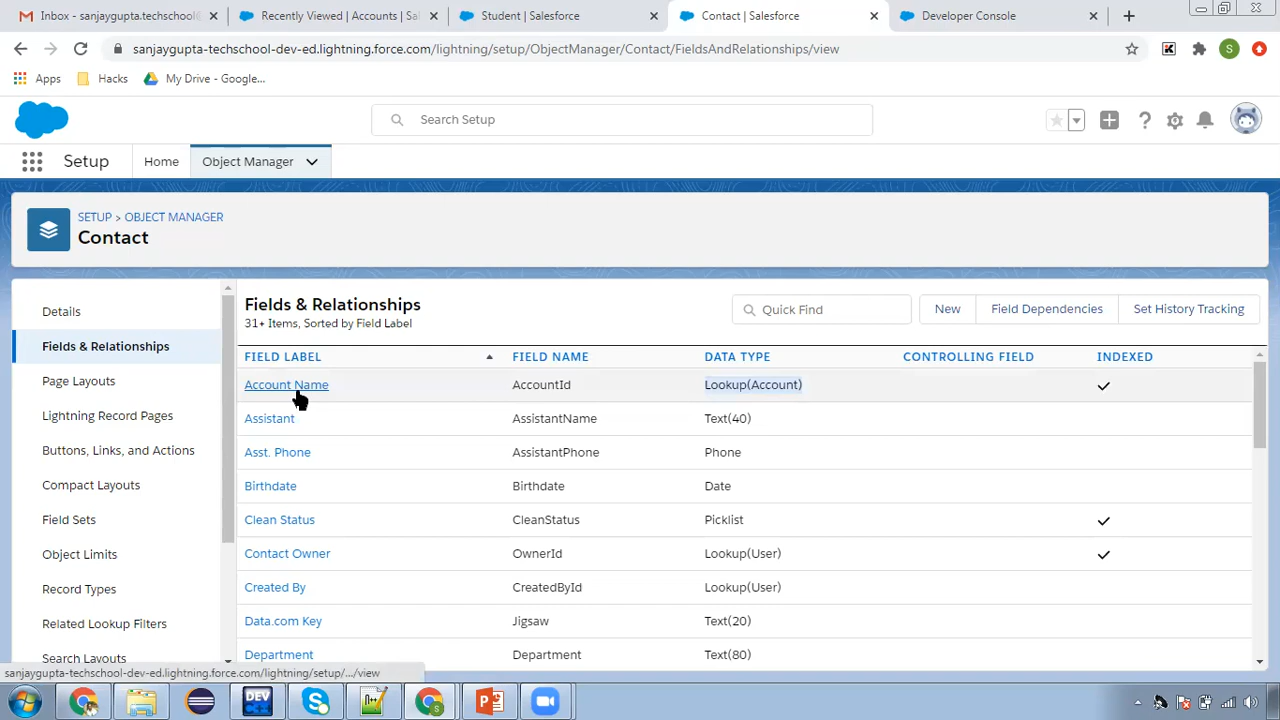 Inbox - sanjaygupta.techschool@
Recently Viewed | Accounts | Sal
Student | Salesforce
Contact | Salesforce
Developer Console
sanjaygupta-techschool-dev-ed.lightning.force.com/lightning/setup/ObjectManager/Contact/FieldsAndRelationships/view
S
Apps
Hacks
My Drive - Google...
Search Setup
Setup
Home
Object Manager
SETUP > OBJECT MANAGER
Contact
Details
Fields & Relationships
Page Layouts
Lightning Record Pages
Buttons, Links, and Actions
Compact Layouts
Field Sets
Object Limits
Record Types
Related Lookup Filters
Search Layouts
Fields & Relationships
31+ Items, Sorted by Field Label
Quick Find
New
Field Dependencies
Set History Tracking
FIELD LABEL FIELD NAME DATA TYPE CONTROLLING FIELD INDEXED
Account Name AccountId Lookup(Account)
Assistant AssistantName Text(40)
Asst. Phone AssistantPhone Phone
Birthdate Birthdate Date
Clean Status CleanStatus Picklist
Contact Owner OwnerId Lookup(User)
Created By CreatedById Lookup(User)
Data.com Key Jigsaw Text(20)
Department Department Text(80)
sanjaygupta-techschool-dev-ed.lightning.force.com/lightning/setup/.../view
DEV